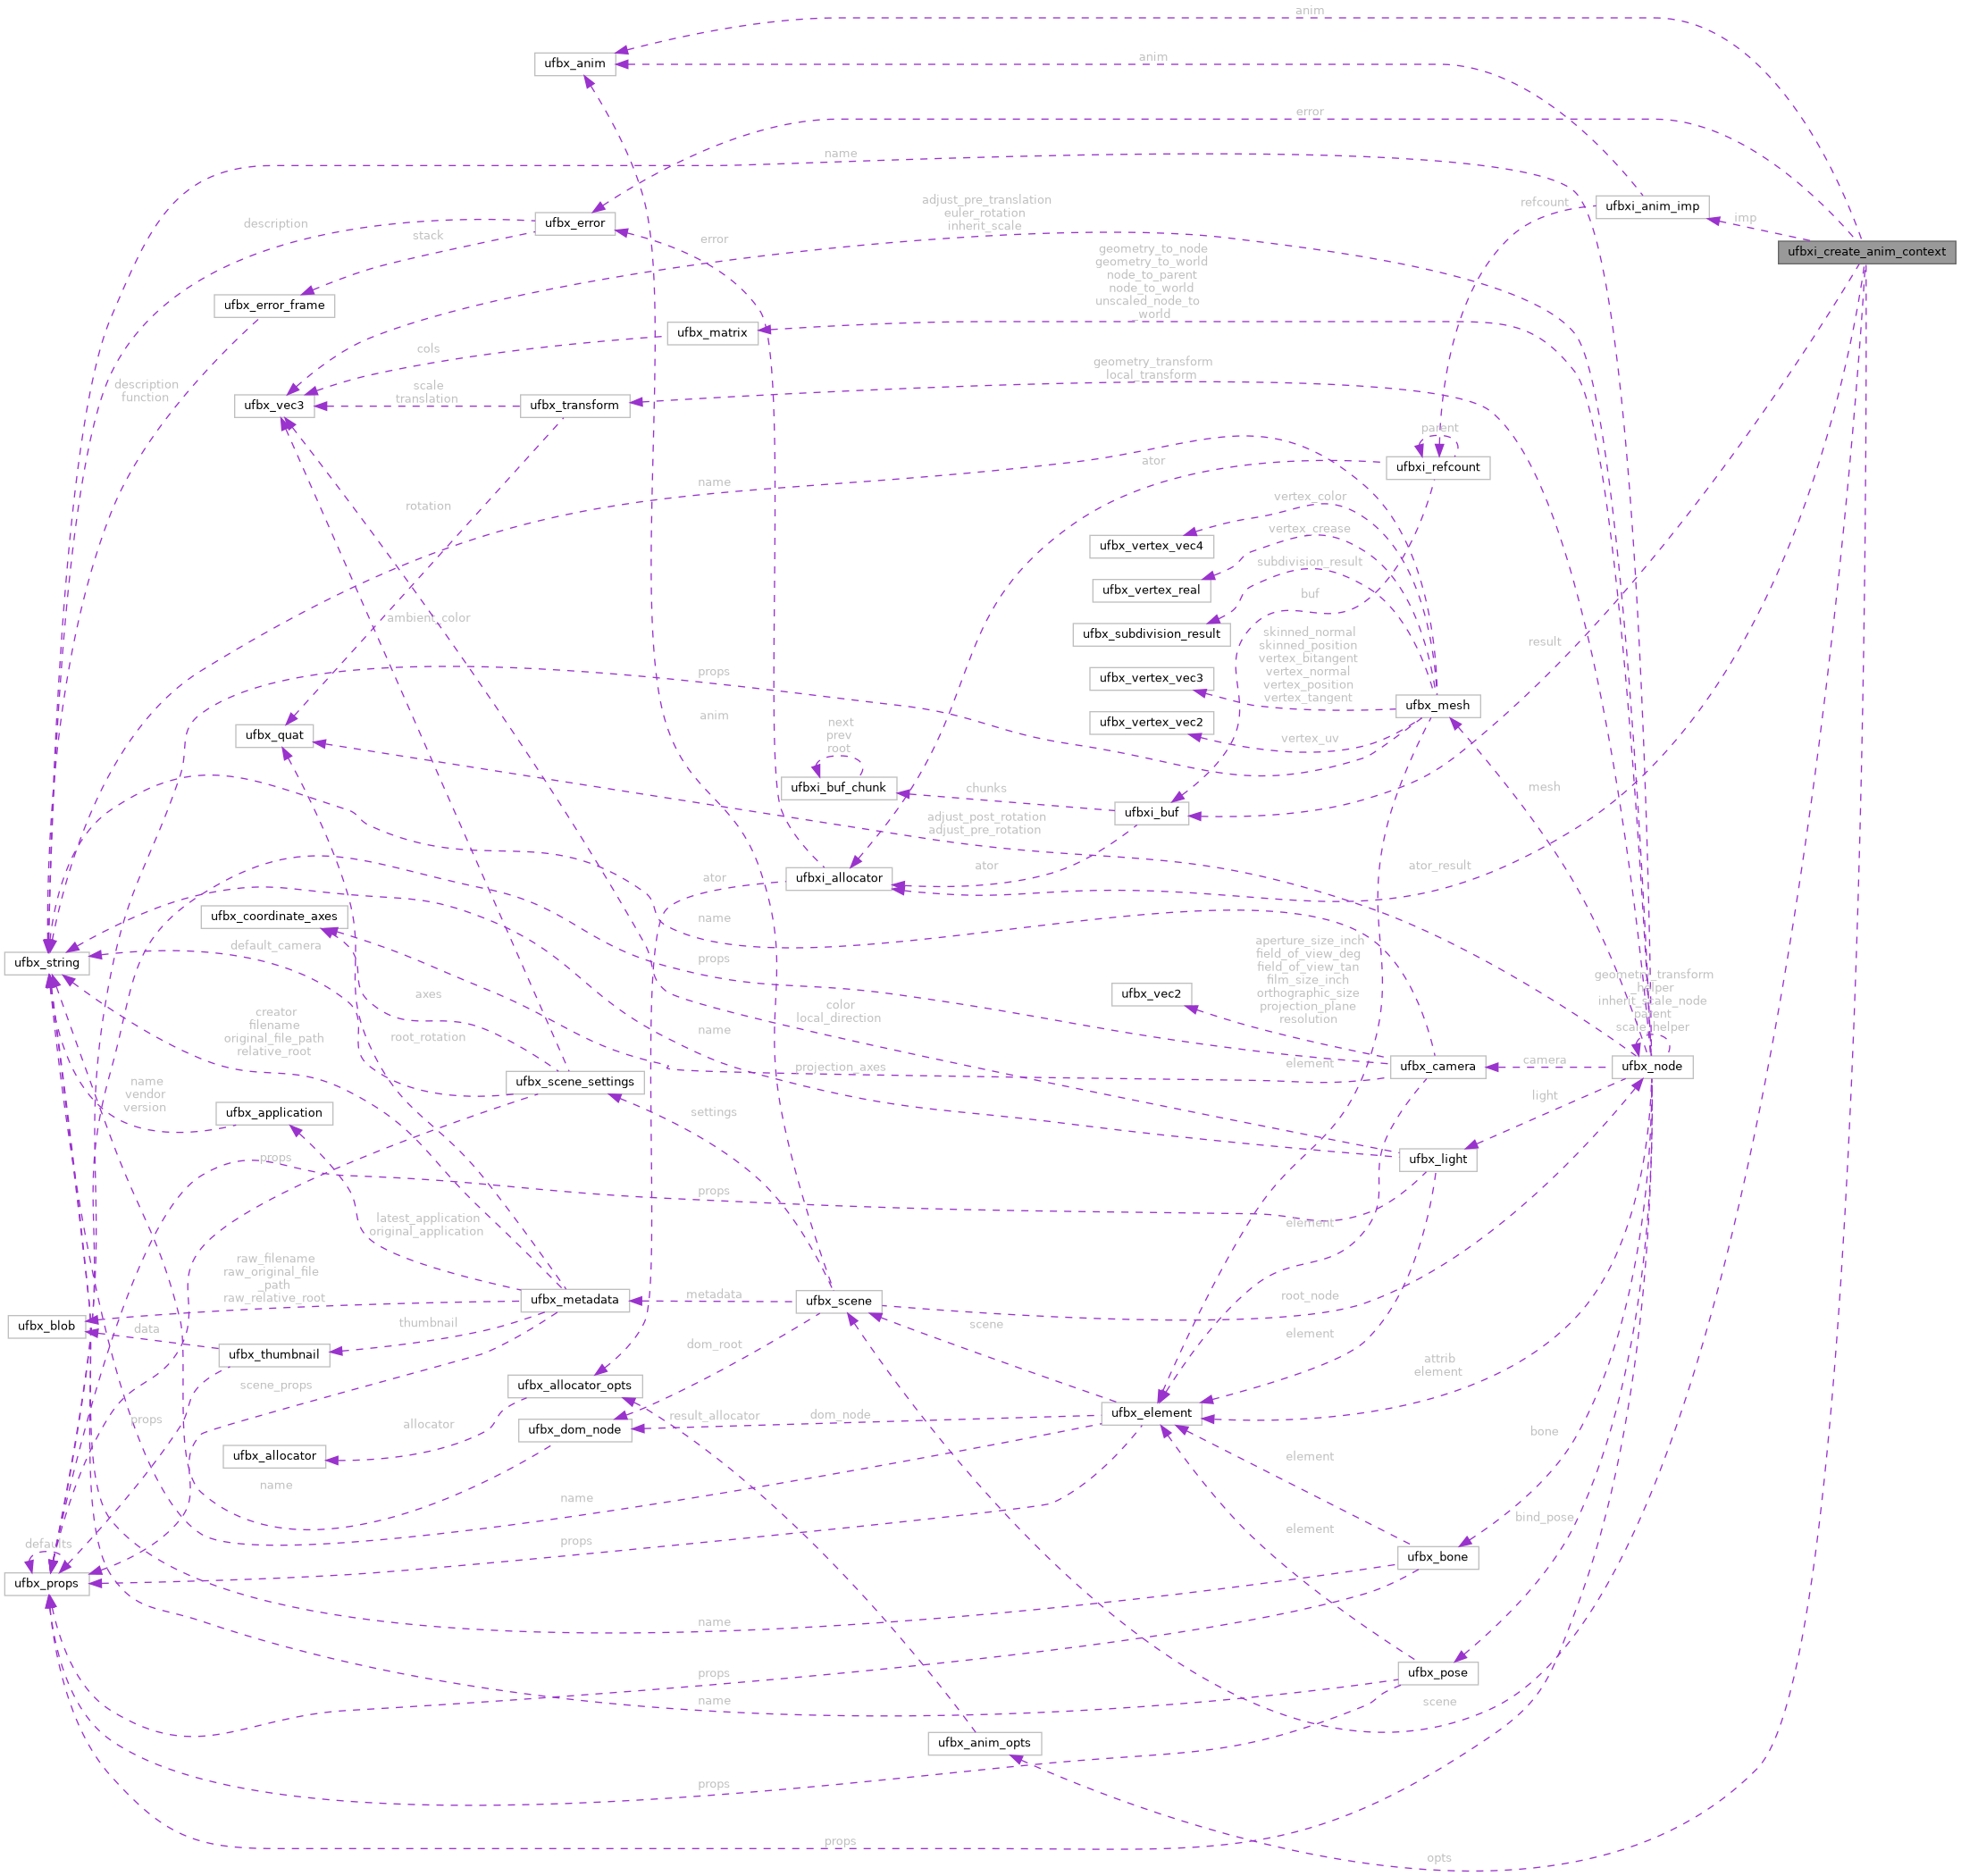 anim
ufbx_anim
anim
error
name
adjust_pre_translation
euler_rotation
inherit_scale
refcount
ufbxi_anim_imp
imp
description
ufbx_error
stack
error
ufbxi_create_anim_context
geometry_to_node
geometry_to_world
node_to_parent
node_to_world
unscaled_node_to
_world
ufbx_error_frame
ufbx_matrix
cols
geometry_transform
local_transform
description
function
scale
translation
ufbx_vec3
ufbx_transform
parent
ator
ufbxi_refcount
name
vertex_color
rotation
vertex_crease
ufbx_vertex_vec4
subdivision_result
ufbx_vertex_real
buf
ambient_color
ufbx_subdivision_result
skinned_normal
skinned_position
vertex_bitangent
vertex_normal
vertex_position
vertex_tangent
result
props
ufbx_vertex_vec3
ufbx_mesh
anim
next
prev
root
ufbx_vertex_vec2
vertex_uv
ufbx_quat
ufbxi_buf_chunk
chunks
mesh
ufbxi_buf
adjust_post_rotation
adjust_pre_rotation
ator
ufbxi_allocator
ator
ator_result
ufbx_coordinate_axes
name
default_camera
ufbx_string
props
aperture_size_inch
field_of_view_deg
field_of_view_tan
film_size_inch
orthographic_size
projection_plane
resolution
geometry_transform
_helper
inherit_scale_node
parent
scale_helper
axes
ufbx_vec2
color
local_direction
creator
filename
original_file_path
relative_root
root_rotation
name
projection_axes
element
ufbx_camera
camera
ufbx_node
name
vendor
version
ufbx_scene_settings
ufbx_application
settings
light
props
ufbx_light
props
latest_application
original_application
element
raw_filename
raw_original_file
_path
raw_relative_root
ufbx_metadata
metadata
ufbx_scene
root_node
ufbx_blob
data
thumbnail
scene
element
ufbx_thumbnail
dom_root
attrib
element
scene_props
ufbx_allocator_opts
props
allocator
result_allocator
dom_node
ufbx_element
ufbx_dom_node
ufbx_allocator
element
bone
name
name
bind_pose
element
defaults
props
ufbx_bone
ufbx_props
name
props
ufbx_pose
name
scene
ufbx_anim_opts
props
props
opts